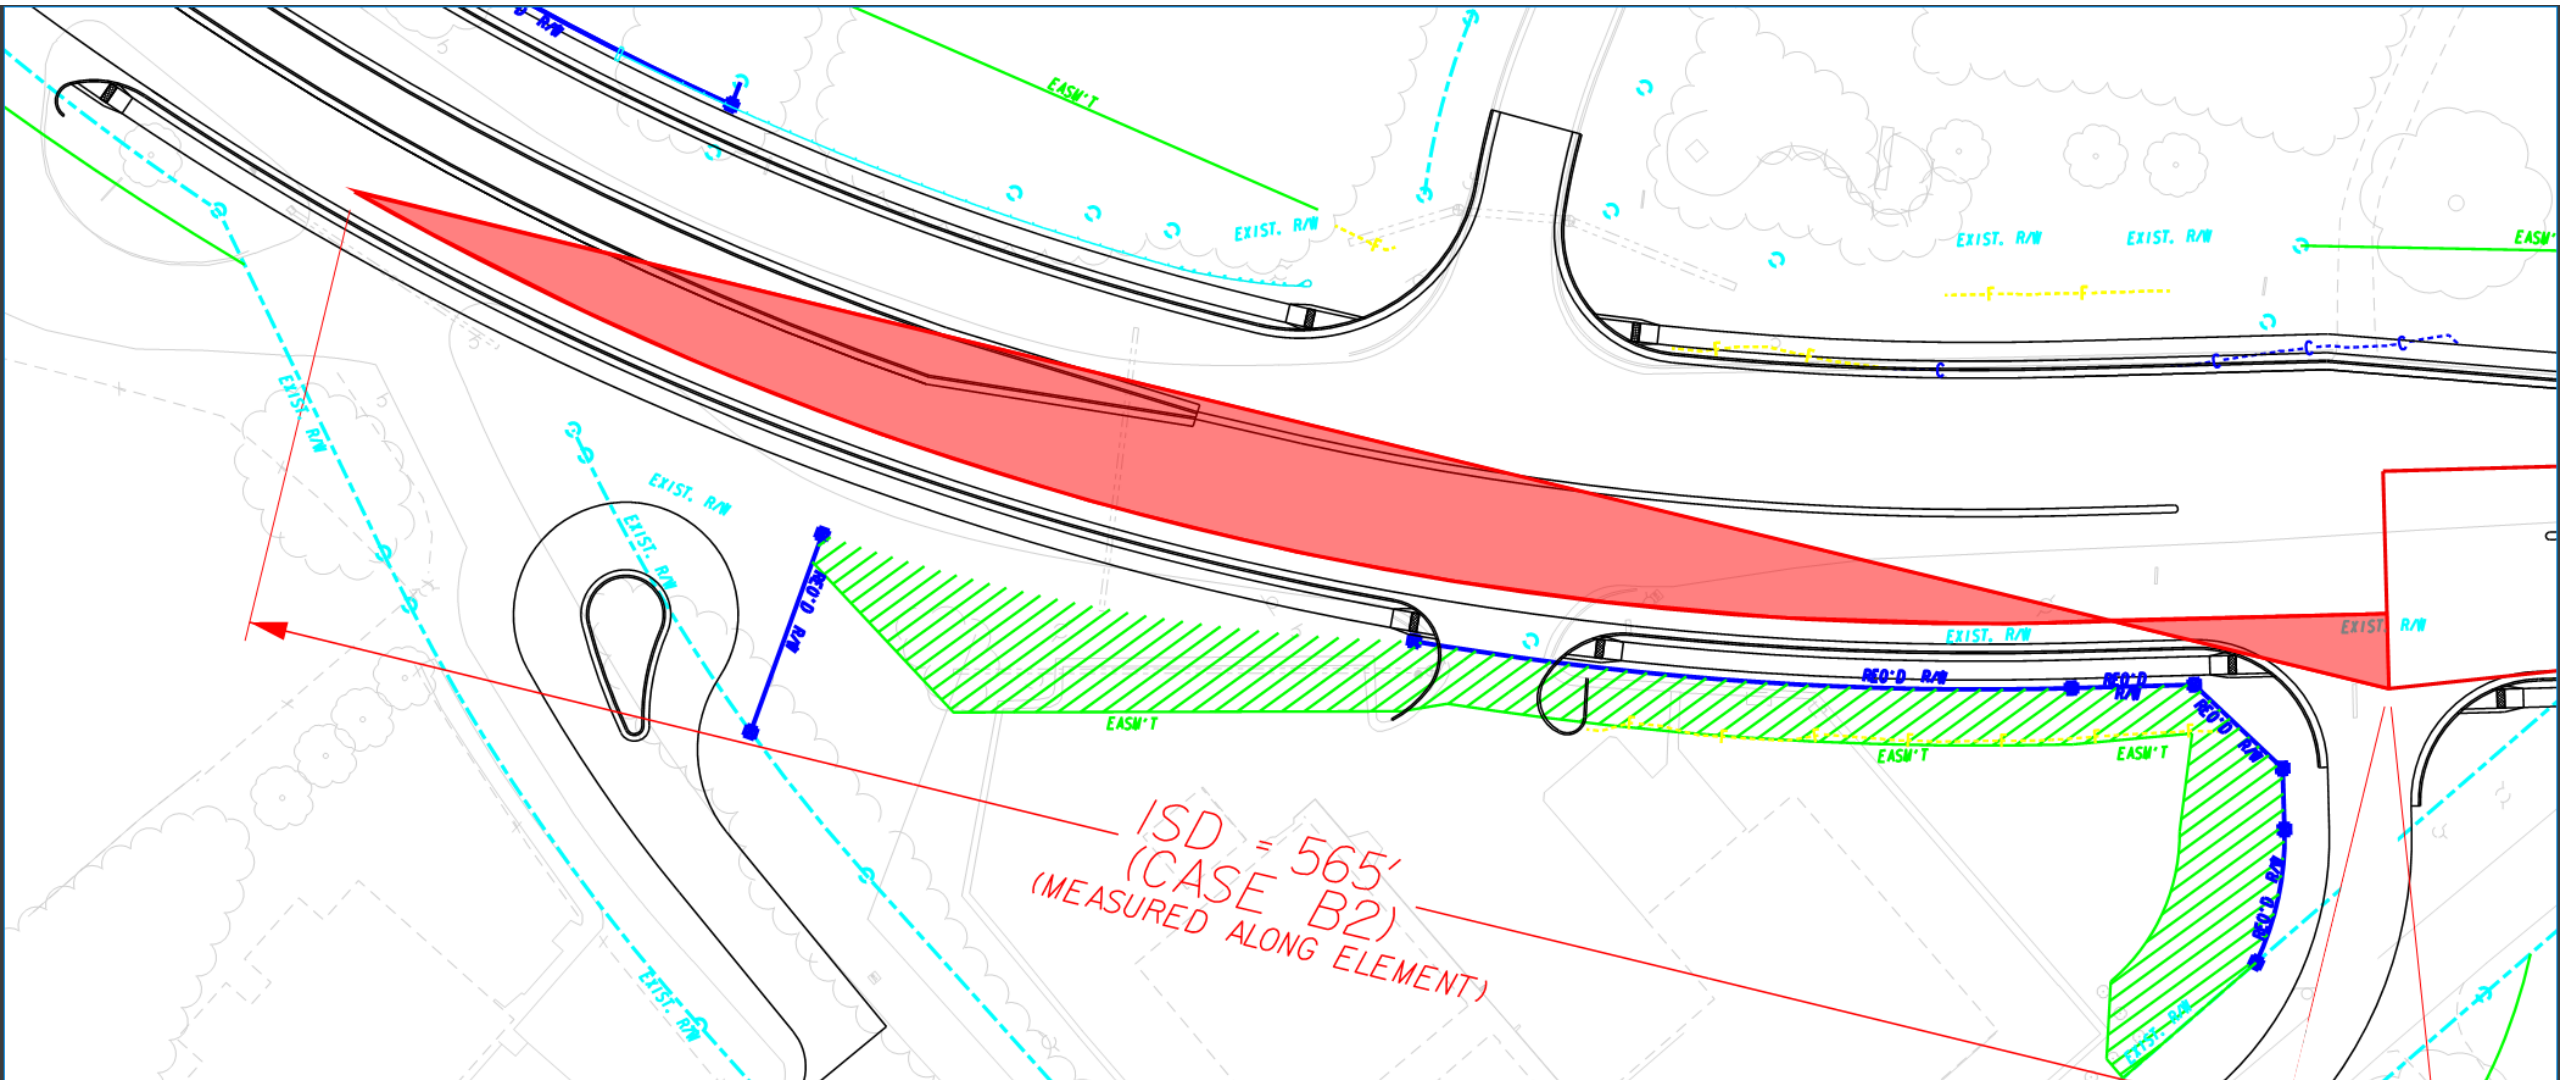 R/W
EASM'T
EXIST. R/W
F
EXIST. R/W
EXIST. R/W
EASM'
F
F
F
F
C
C
C
C
EXIST. R/W
EXIST. R/W
EXIST. R/W
REQ'D R/W
EXIST. R/W
EXIST. R/W
REQ'D R/W
REQ'D
R/W
REQ'D R/W
EASM'T
F
F
F
F
F
F
F
EASM'T
EASM'T
ISD = 565'
(CASE B2)
(MEASURED ALONG ELEMENT)
REQ'D R/W
EXIST. R/W
EXIST. R/W